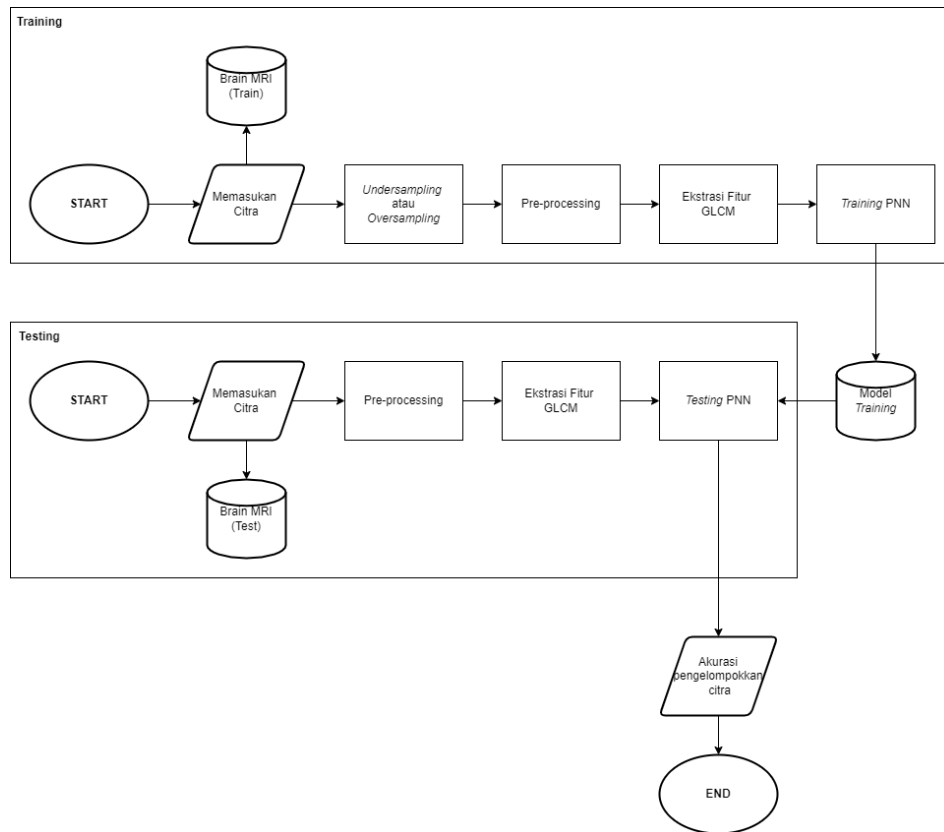 Training
Brain MRI
(Train)
START
Memasukan
Citra
Undersampling
atau
Oversampling
Pre-processing
Ekstrasi Fitur
GLCM
Training PNN
Testing
START
Memasukan
Citra
Pre-processing
Ekstrasi Fitur
GLCM
Testing PNN
Model
Training
Brain MRI
(Test)
Akurasi
pengelompokkan
citra
END